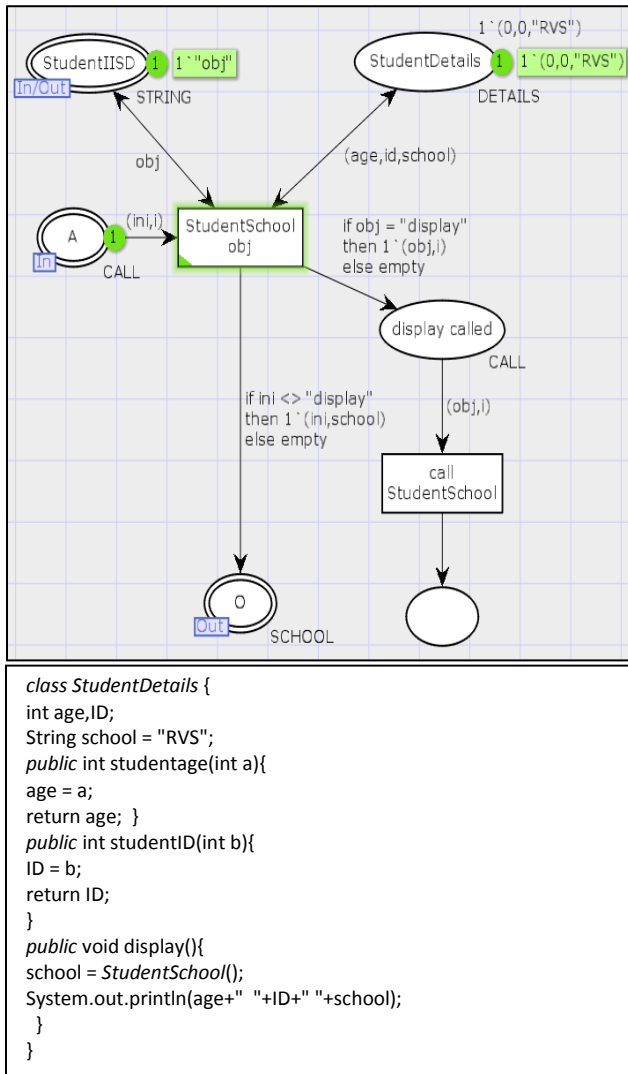 1`(0,0,"RVS")
StudentIISD 1 1`"obj"
In/Out
STRING
StudentDetails 1 1`(0,0,"RVS")
DETAILS
obj
(age,id,school)
A 1
In
CALL
(ini,i)
StudentSchool
obj
if obj = "display"
then 1`(obj,i)
else empty
display called
CALL
if ini <> "display"
then 1`(ini,school)
else empty
(obj,i)
call
StudentSchool
O
Out
SCHOOL
class StudentDetails {
int age,ID;
String school = "RVS";
public int studentage(int a){
age = a;
return age; }
public int studentID(int b){
ID = b;
return ID;
}
public void display(){
school = StudentSchool();
System.out.println(age+" "+ID+" "+school);
}
}